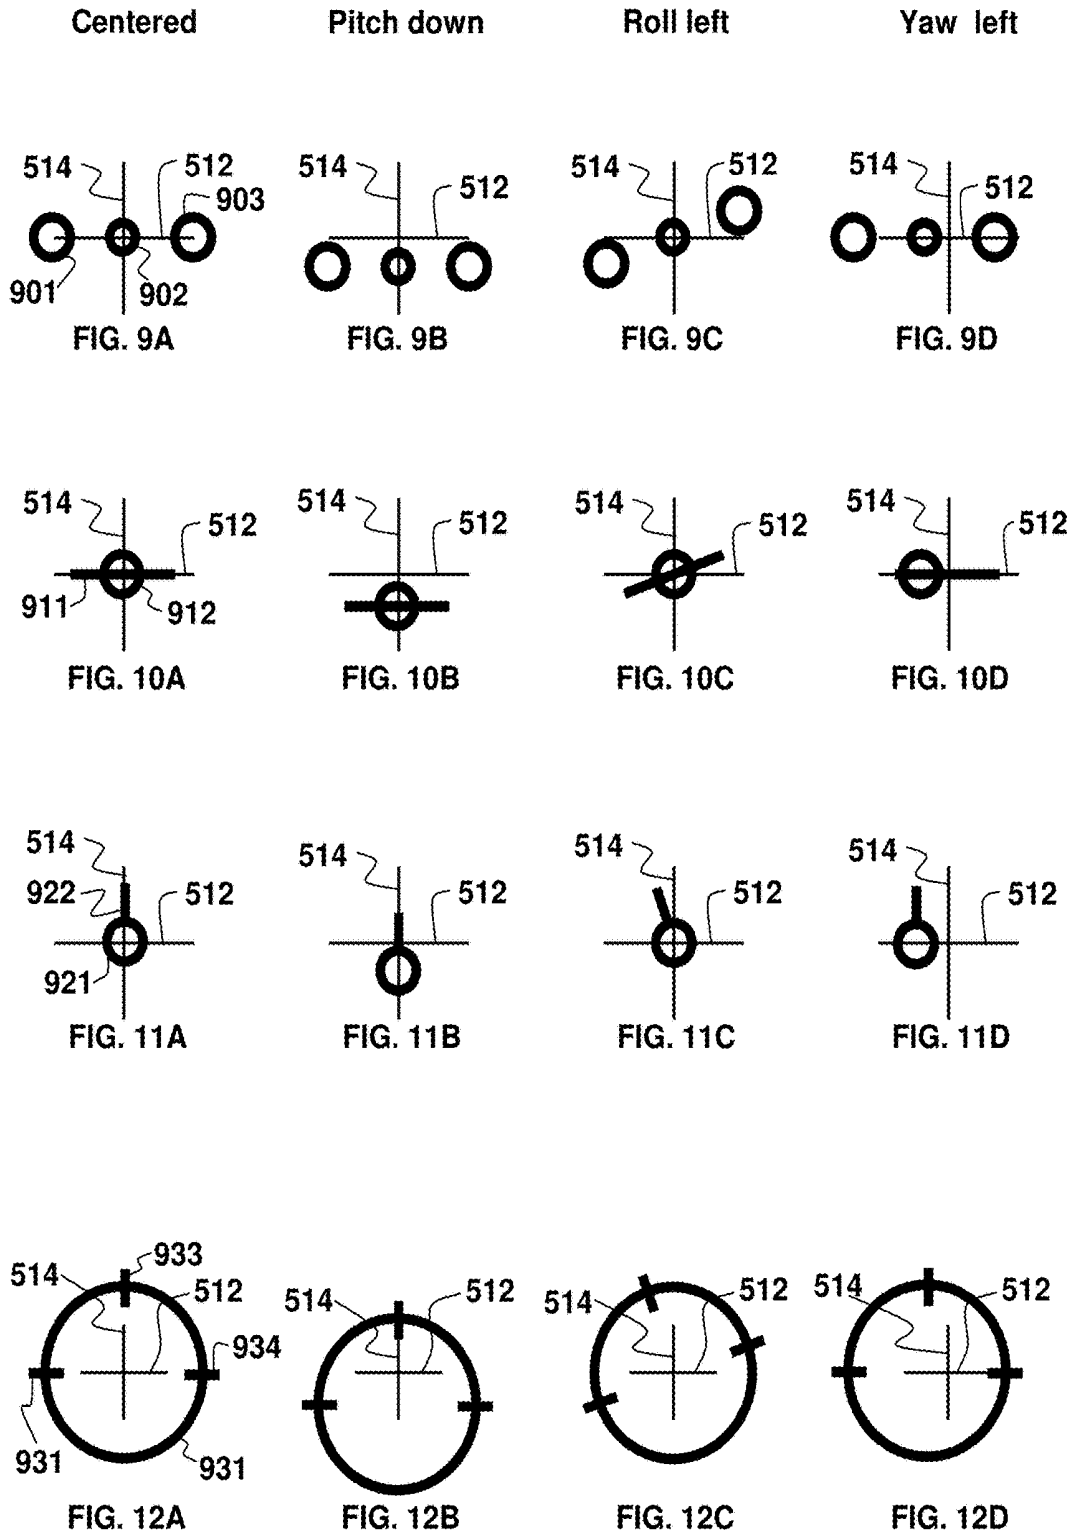 Centered Pitch down Roll left Yaw left
514 512 514 512 514 512 514 512
903
901 902
FIG. 9A FIG. 9B FIG. 9C FIG. 9D
514 512 514 512 514 512 514 512
911 912
FIG. 10A FIG. 10B FIG. 10C FIG. 10D
514 514 514 514
922 512 512 512 512
921
FIG. 11A FIG. 11B FIG. 11C FIG. 11D
933
514 512 514 512 514 512 514 512
934
931 931
FIG. 12A FIG. 12B FIG. 12C FIG. 12D